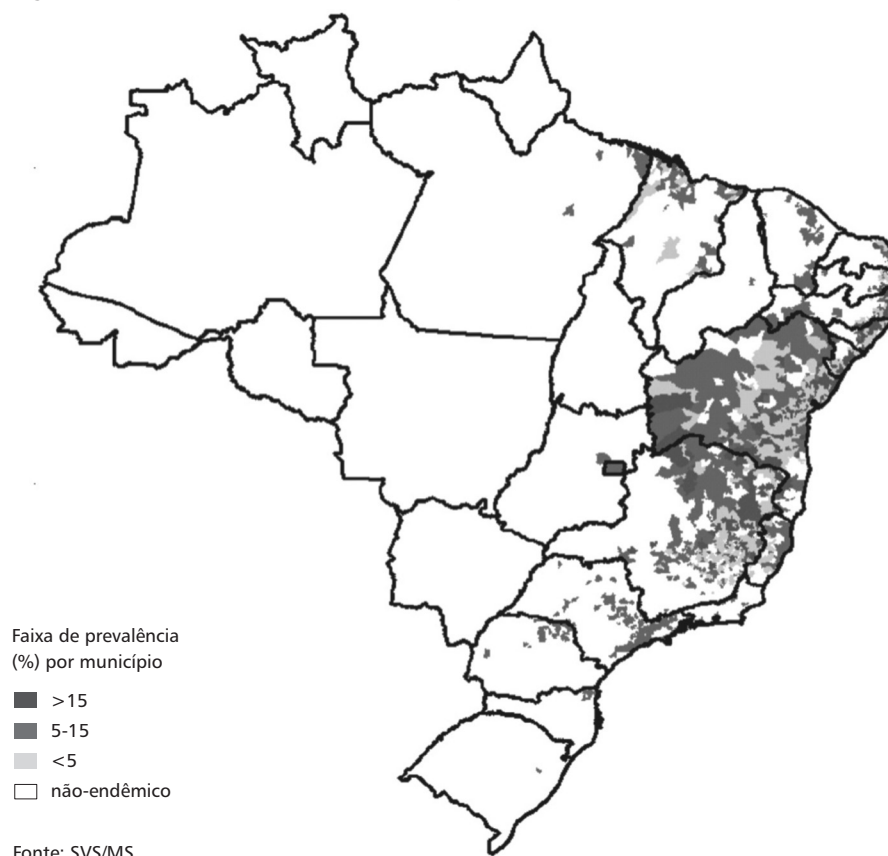 Faixa de prevalência
(%) por município
>15
5-15
<5
não-endêmico
Fonte: SVS/MS